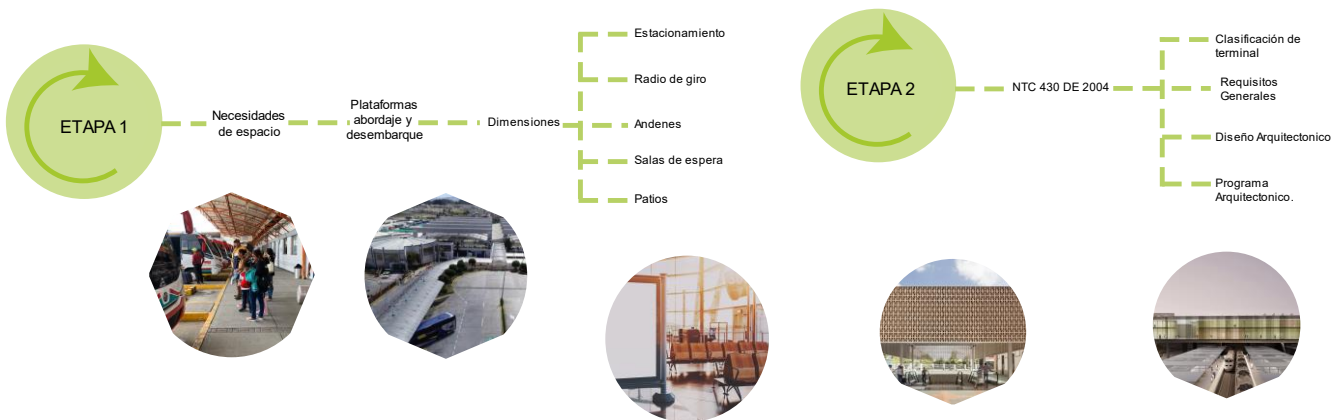 ETAPA 1
Necesidades
de espacio
Plataformas
abordaje y
desembarque
Dimensiones
Estacionamiento
Radio de giro
Andenes
Salas de espera
Patios
ETAPA 2
NTC 430 DE 2004
Clasificación de
terminal
Requisitos
Generales
Diseño Arquitectonico
Programa
Arquitectonico.